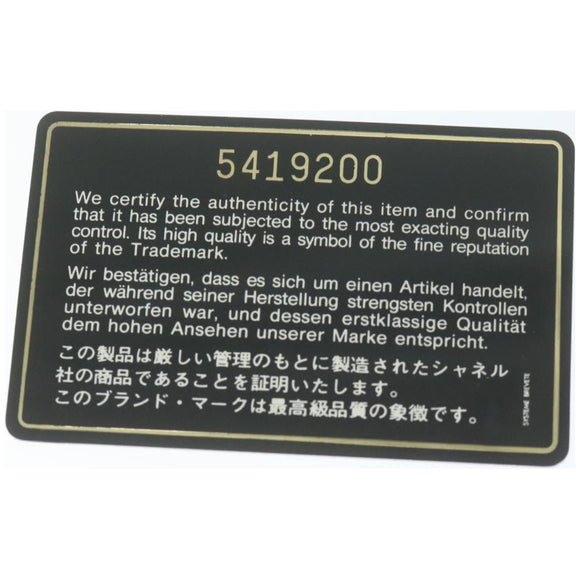 5419200
We certify the authenticity of this item and confirm
that it has been subjected to the most exacting quality
control. Its high quality is a symbol of the fine reputation
of the Trademark.
Wir bestätigen, dass es sich um einen Artikel handelt,
der während seiner Herstellung strengsten Kontrollen
unterworfen war, und dessen erstklassige Qualität
dem hohen Ansehen unserer Marke entspricht.
この製品は厳しい管理のもとに製造されたシャネル
社の商品であることを証明いたします。
このブランド・マークは最高級品質の象徴です。
SYSTEME BREVETE